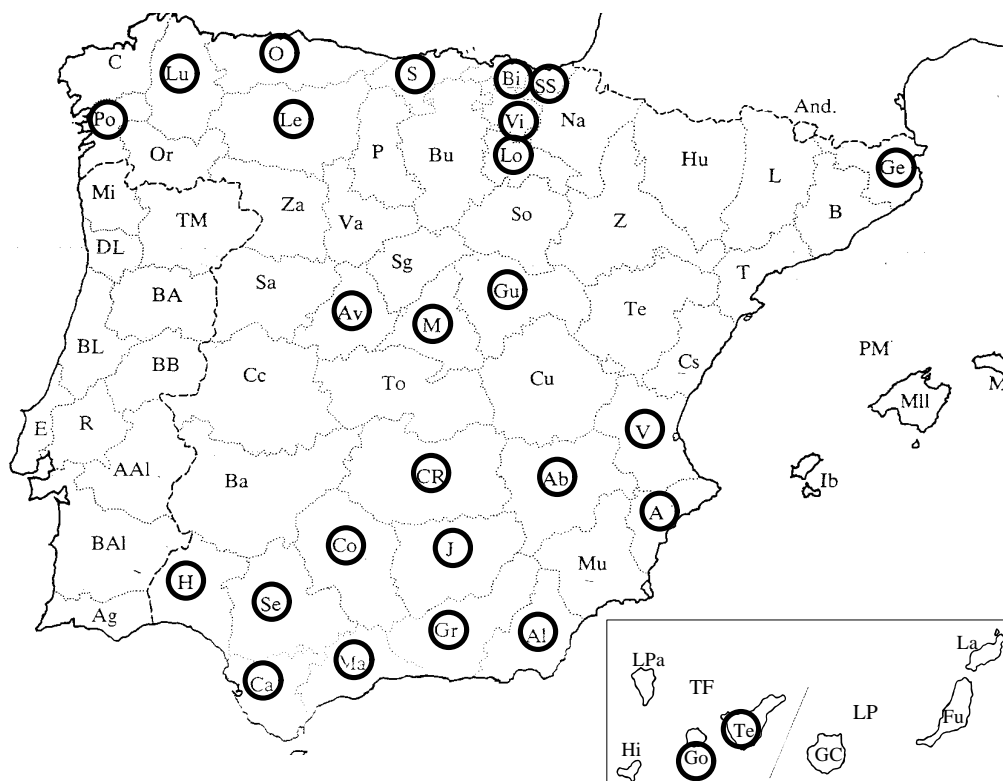 O
C
Lu
S
Bi
SS
And.
Po
Le
Vi
Na
Or
P
Bu
Lo
Hu
L
Ge
Mi
TM
Za
Va
So
Z
B
DL
Sg
T
BA
Sa
Av
M
Gu
Te
BL
BB
Cc
To
Cu
Cs
PM
M
Mll
E
R
V
AAl
Ba
CR
Ab
Ib
A
BAl
Co
J
Mu
H
Se
Ag
Gr
Al
Ma
Ca
La
LPa
TF
LP
Fu
Te
Hi
Go
GC